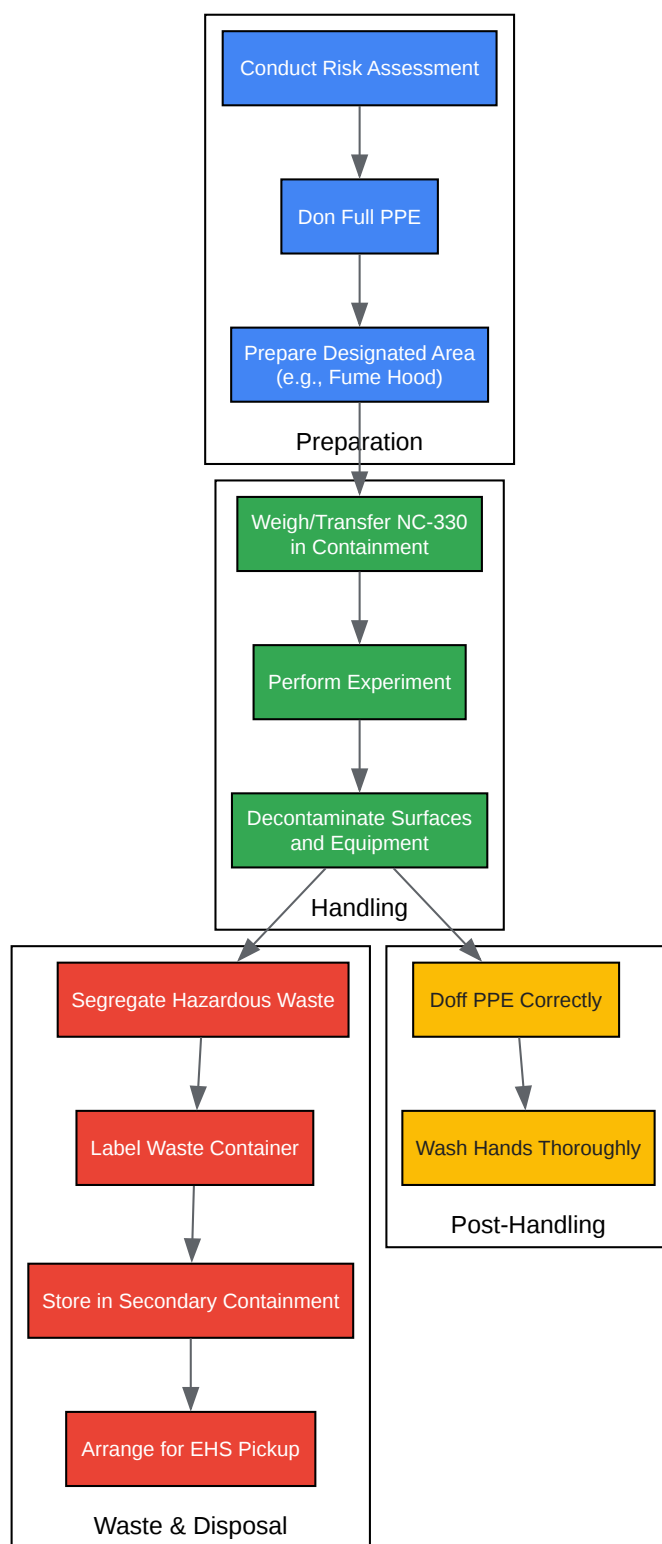 Conduct Risk Assessment
Don Full PPE
Prepare Designated Area
(e.g., Fume Hood)
Preparation
Weigh/Transfer NC-330
in Containment
Perform Experiment
Decontaminate Surfaces
and Equipment
Handling
Segregate Hazardous Waste
Label Waste Container
Store in Secondary Containment
Arrange for EHS Pickup
Waste & Disposal
Doff PPE Correctly
Wash Hands Thoroughly
Post-Handling